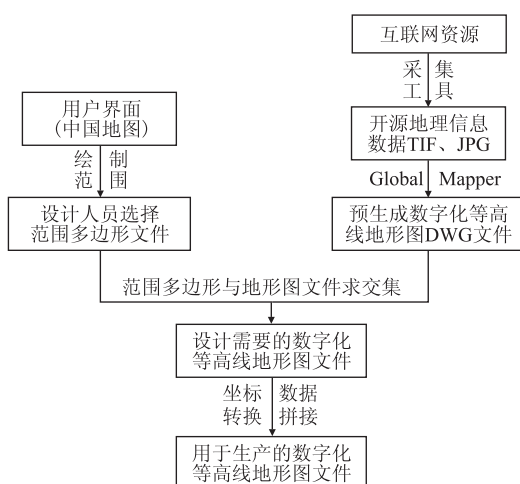 互联网资源
采 集
工 具
用户界面
(中国地图)
开源地理信息
数据TIF、JPG
绘 制
范 围
Global Mapper
设计人员选择
范围多边形文件
预生成数字化等高
线地形图DWG文件
范围多边形与地形图文件求交集
设计需要的数字化
等高线地形图文件
坐标 数据
转换 拼接
用于生产的数字化
等高线地形图文件